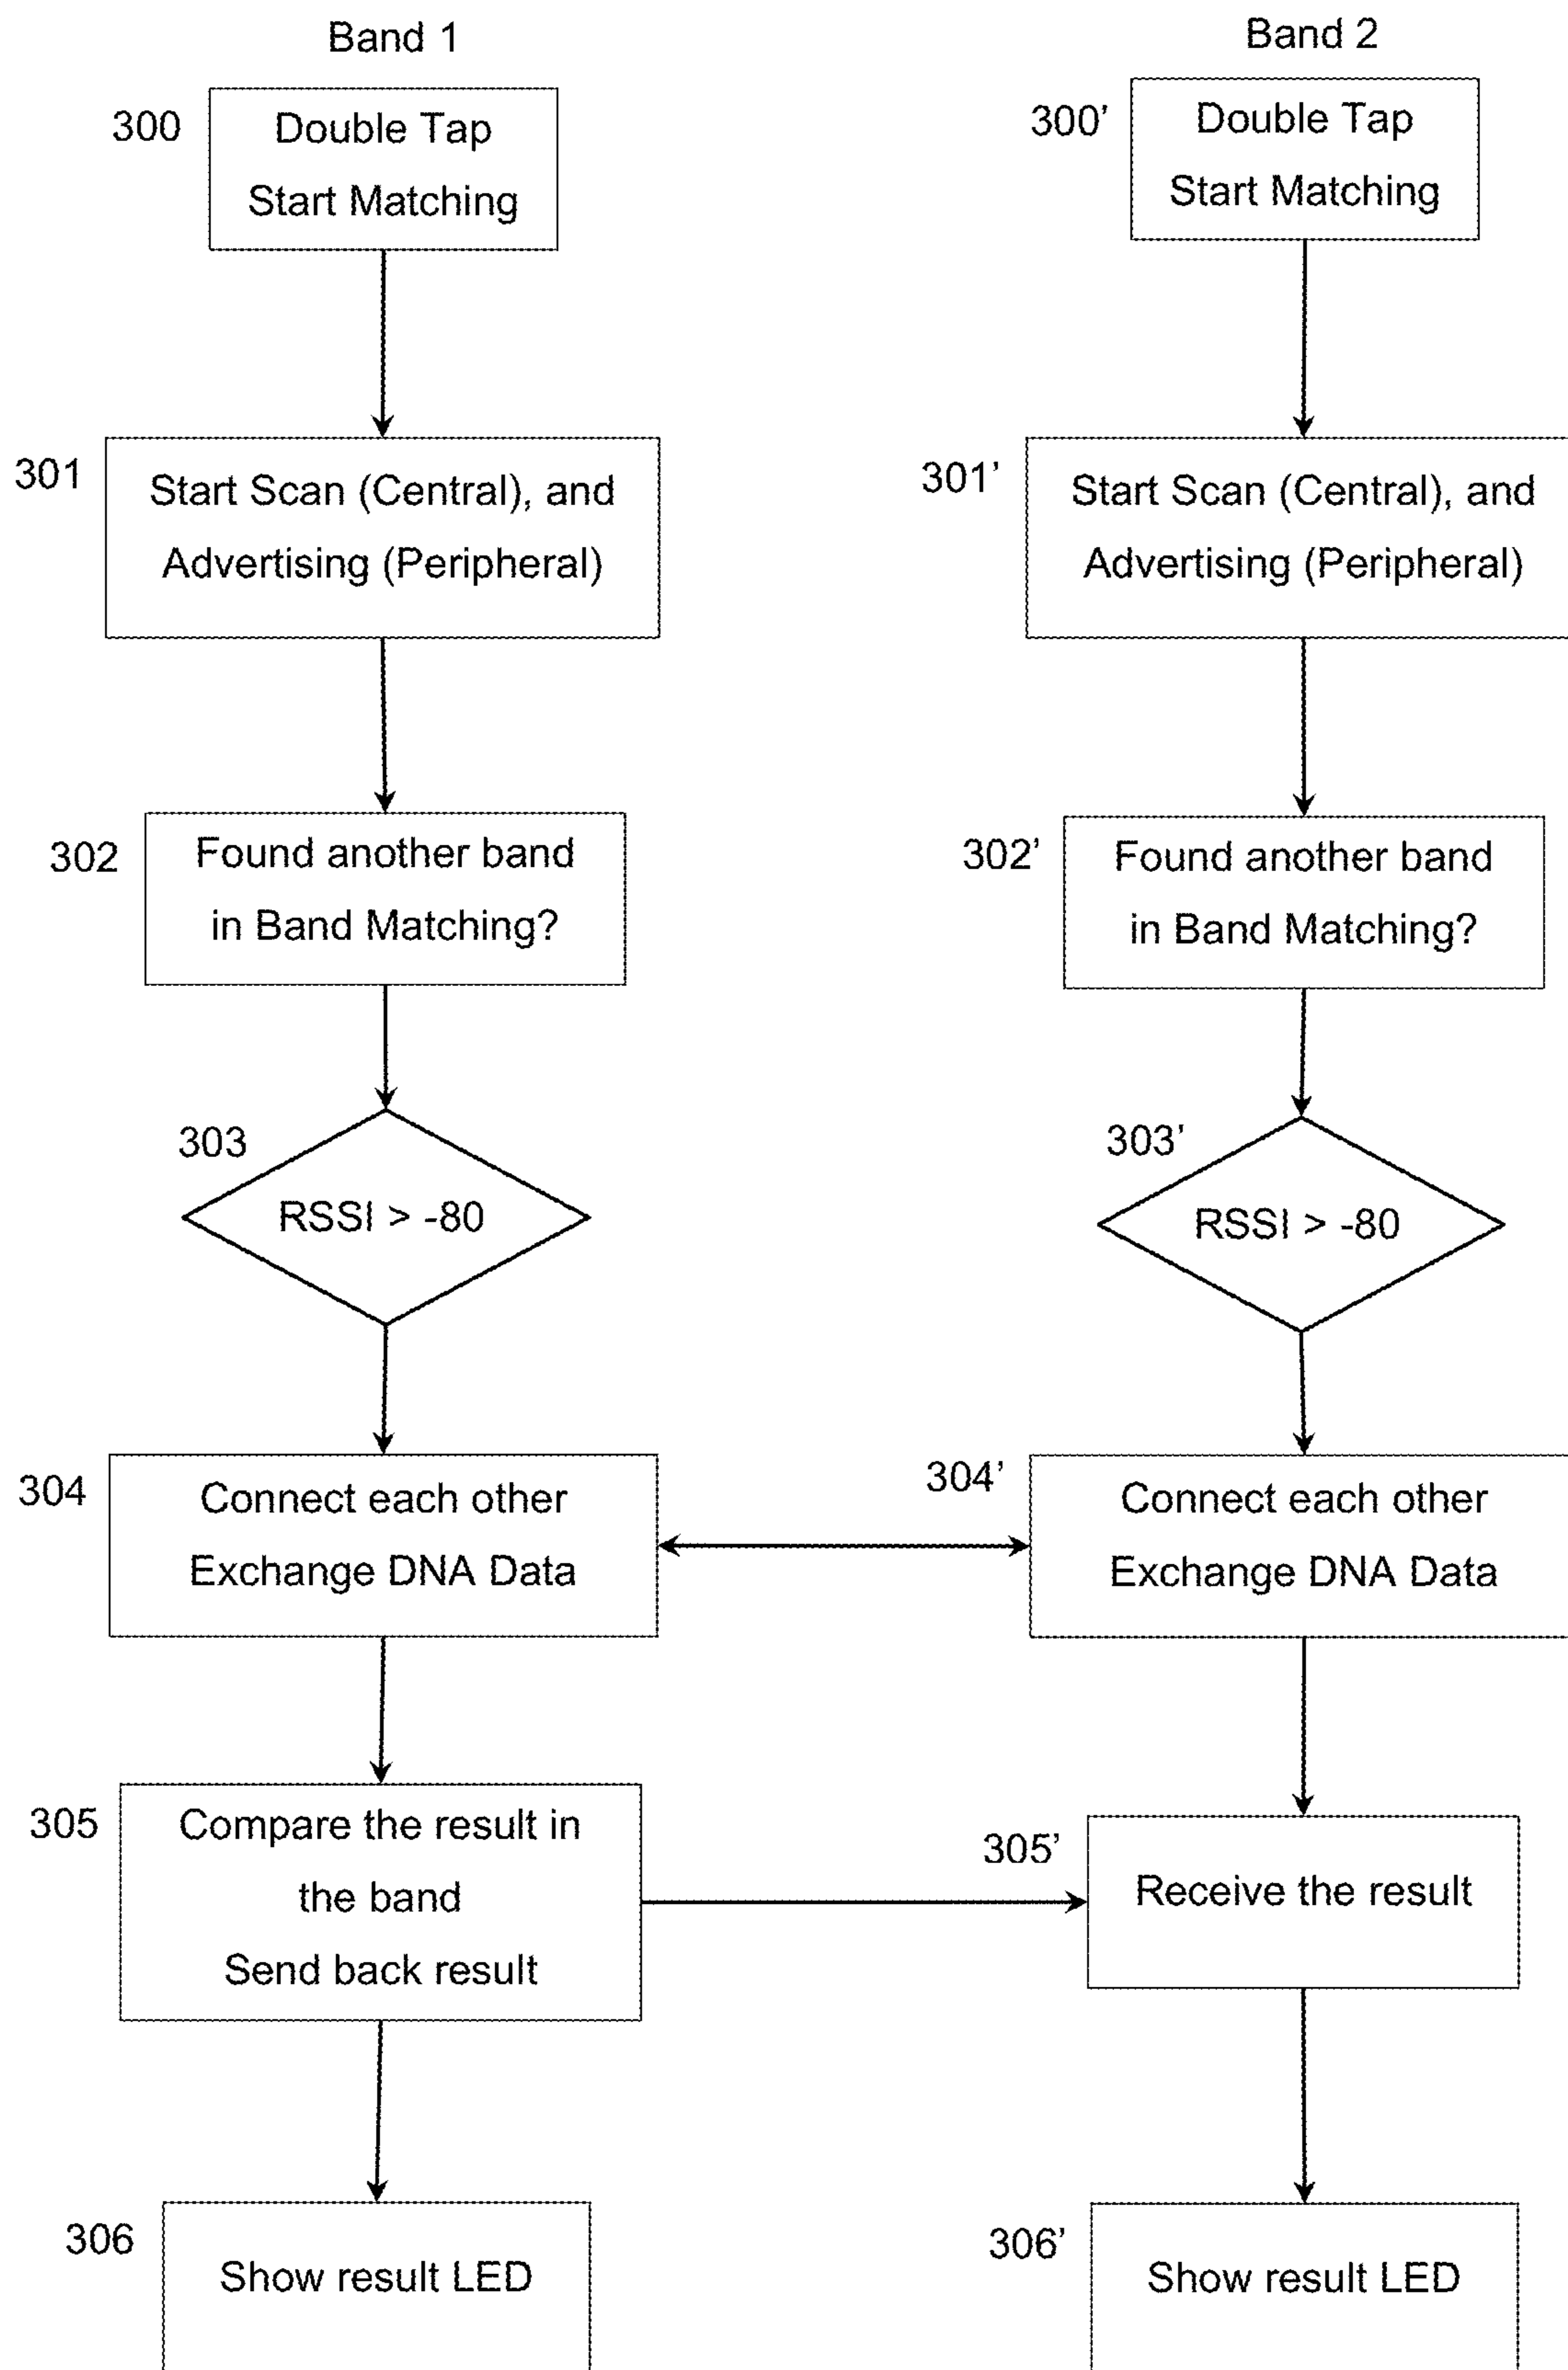 Band 1
300
Double Tap
Start Matching
301
Start Scan (Central), and
Advertising (Peripheral)
302
Found another band
in Band Matching?
303
RSSI > -80
304
Connect each other
Exchange DNA Data
305
Compare the result in
the band
Send back result
306
Show result LED
Band 2
300’
Double Tap
Start Matching
301’
Start Scan (Central), and
Advertising (Peripheral)
302’
Found another band
in Band Matching?
303’
RSSI > -80
304’
Connect each other
Exchange DNA Data
305’
Receive the result
306’
Show result LED